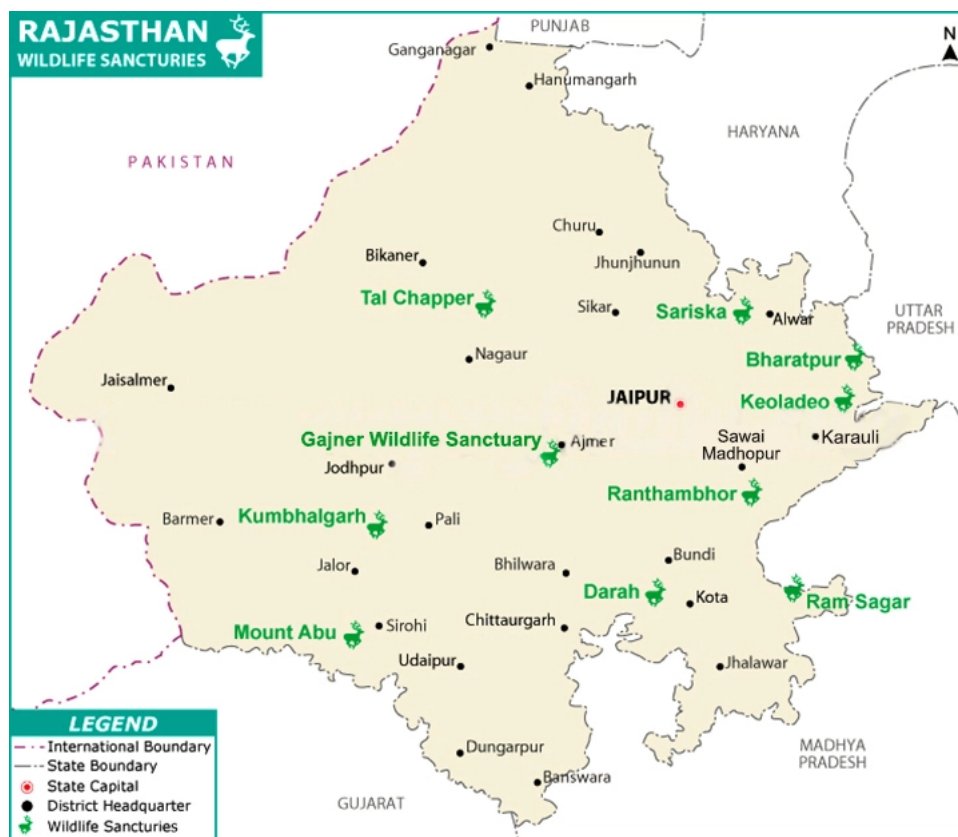 RAJASTHAN
WILDLIFE SANCTURIES
PUNJAB
N
Ganganagar
Hanumangarh
HARYANA
PAKISTAN
Churu
Bikaner
Jhunjhunun
Tal Chapper
Sikar
Sariska
Alwar
UTTAR
PRADESH
Nagaur
Bharatpur
Jaisalmer
JAIPUR
Keoladeo
Gajner Wildlife Sanctuary
Ajmer
Sawai
Madhopur
Karauli
Jodhpur
Ranthambhor
Barmer
Kumbhalgarh
Pali
Jalor
Bhilwara
Bundi
Darah
Kota
Ram Sagar
Mount Abu
Sirohi
Chittaurgarh
Udaipur
Jhalawar
LEGEND
International Boundary
State Boundary
State Capital
District Headquarter
Wildlife Sancturies
Dungarpur
Banswara
GUJARAT
MADHYA
PRADESH